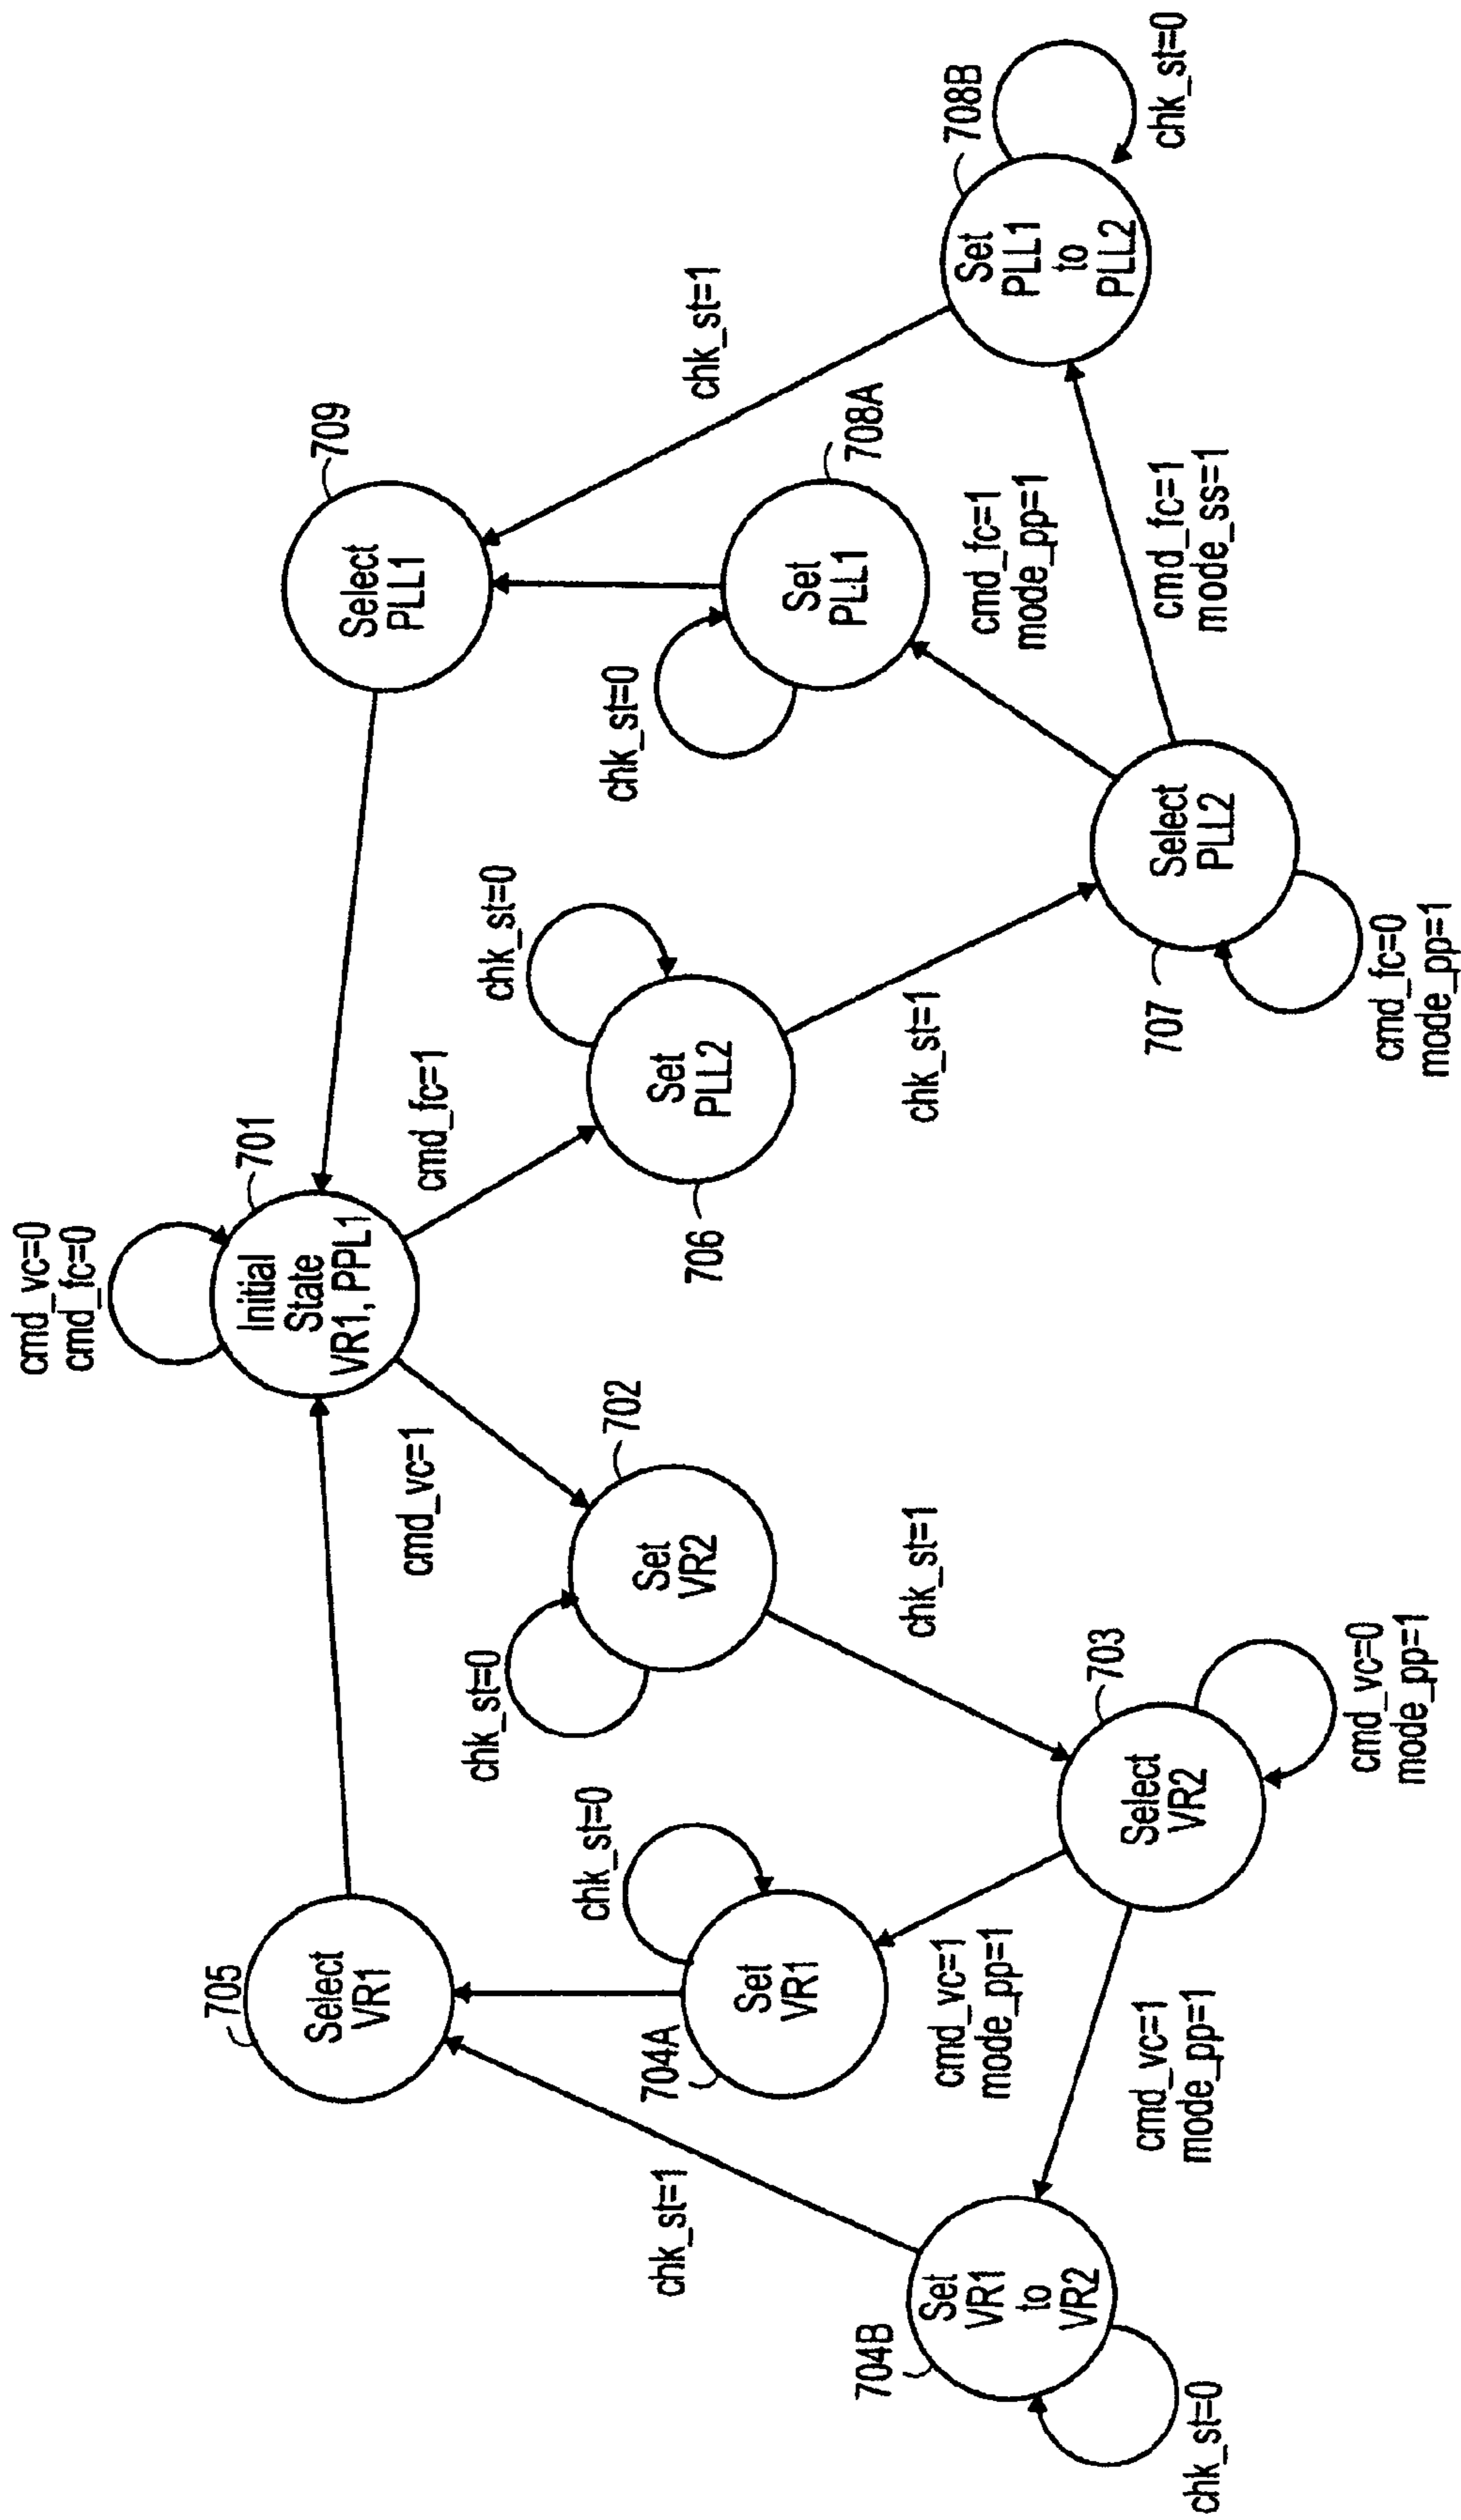 cmd_vc=0
cmd_fc=0
701
Initial
State
VR1, PPL1
705
Select
VR1
709
Select
PLL1
cmd_vc=1
cmd_fc=1
702
Set
VR2
chk_st=0
706
Set
PLL2
chk_st=0
chk_st=0
704A
Set
VR1
chk_st=0
708A
Set
PLL1
chk_st=1
chk_st=1
chk_st=1
chk_st=1
cmd_vc=1
mode_pp=1
cmd_fc=1
mode_pp=1
704B
Set
VR1
to
VR2
chk_st=0
708B
Set
PLL1
to
PLL2
chk_st=0
703
Select
VR2
707
Select
PLL2
cmd_vc=1
mode_pp=1
cmd_fc=1
mode_ss=1
cmd_vc=0
mode_pp=1
cmd_fc=0
mode_pp=1